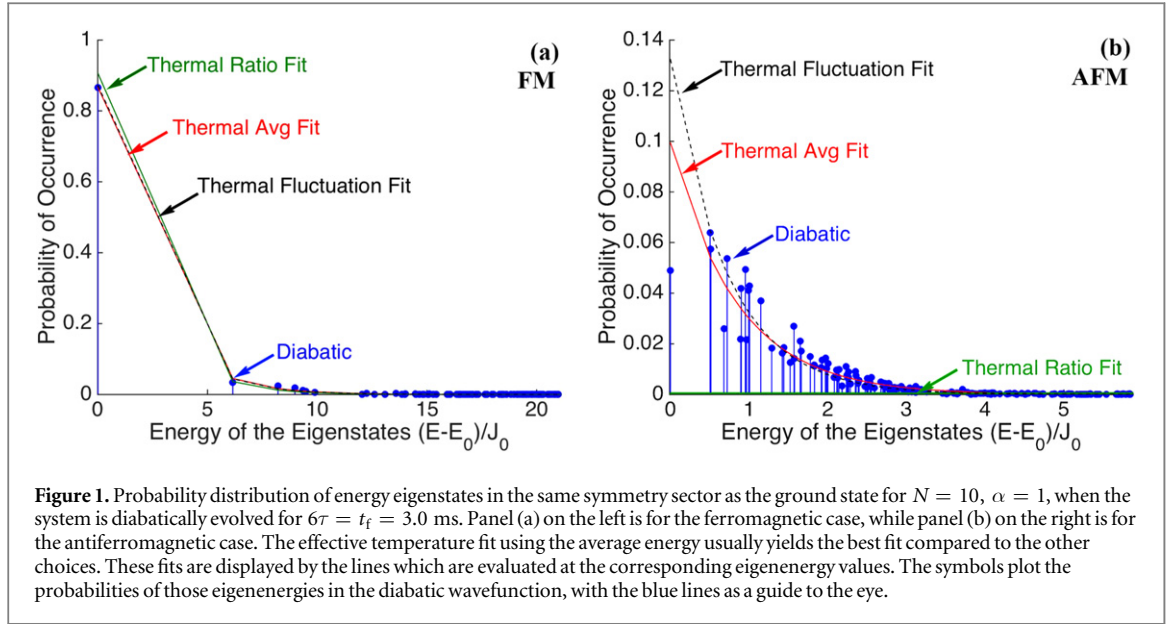 1
0.8
0.6
0.4
0.2
0
Probability of Occurrence
0
5
10
15
20
Energy of the Eigenstates (E-E₀)/J₀
(a)
FM
Thermal Ratio Fit
Thermal Avg Fit
Thermal Fluctuation Fit
Diabatic
0.14
0.12
0.1
0.08
0.06
0.04
0.02
0
Probability of Occurrence
0
1
2
3
4
5
Energy of the Eigenstates (E-E₀)/J₀
(b)
AFM
Thermal Fluctuation Fit
Thermal Avg Fit
Diabatic
Thermal Ratio Fit
Figure 1. Probability distribution of energy eigenstates in the same symmetry sector as the ground state for N = 10, α = 1, when the
system is diabatically evolved for 6τ = t_f = 3.0 ms. Panel (a) on the left is for the ferromagnetic case, while panel (b) on the right is for
the antiferromagnetic case. The effective temperature fit using the average energy usually yields the best fit compared to the other
choices. These fits are displayed by the lines which are evaluated at the corresponding eigenenergy values. The symbols plot the
probabilities of those eigenenergies in the diabatic wavefunction, with the blue lines as a guide to the eye.